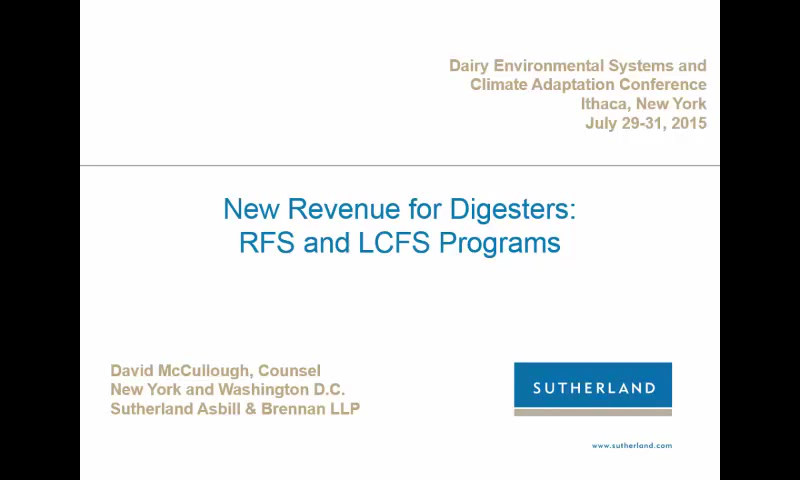 Dairy Environmental Systems and
Climate Adaptation Conference
Ithaca, New York
July 29-31, 2015
New Revenue for Digesters:
RFS and LCFS Programs
David McCullough, Counsel
New York and Washington D.C.
Sutherland Asbill & Brennan LLP
SUTHERLAND
www.sutherland.com